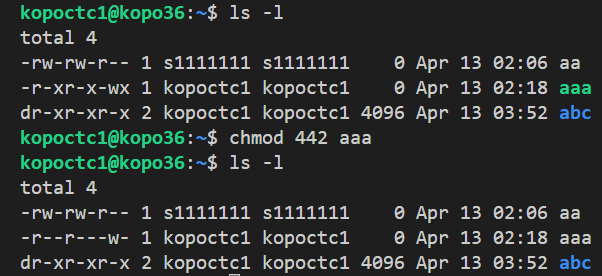 kopoctc1@kopo36:~$ ls -l
total 4
-rw-rw-r-- 1 s1111111 s1111111    0 Apr 13 02:06 aa
-r-xr-x-wx 1 kopoctc1 kopoctc1    0 Apr 13 02:18 aaa
dr-xr-xr-x 2 kopoctc1 kopoctc1 4096 Apr 13 03:52 abc
kopoctc1@kopo36:~$ chmod 442 aaa
kopoctc1@kopo36:~$ ls -l
total 4
-rw-rw-r-- 1 s1111111 s1111111    0 Apr 13 02:06 aa
-r--r---w- 1 kopoctc1 kopoctc1    0 Apr 13 02:18 aaa
dr-xr-xr-x 2 kopoctc1 kopoctc1 4096 Apr 13 03:52 abc